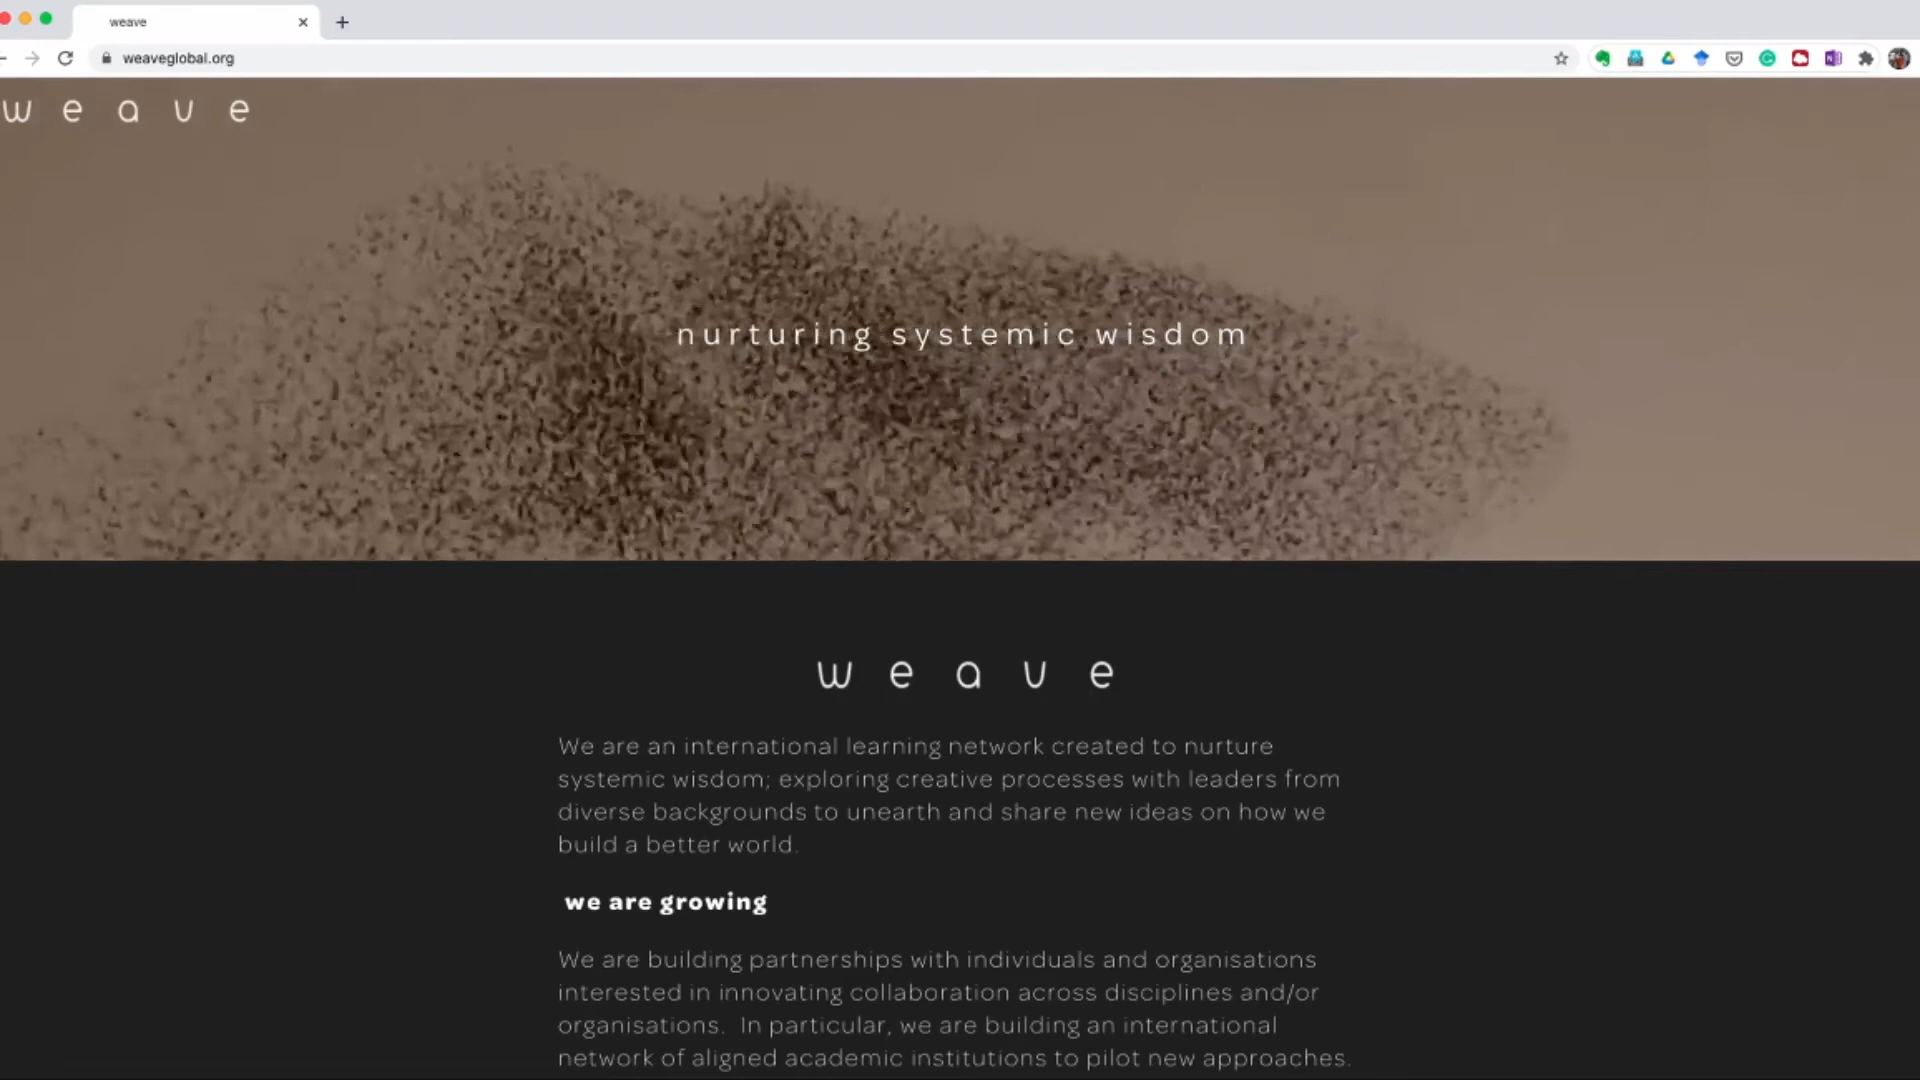 weave
weaveglobal.org
weave
nurturing systemic wisdom
weave
We are an international learning network created to nurture
systemic wisdom; exploring creative processes with leaders from
diverse backgrounds to unearth and share new ideas on how we
build a better world.
we are growing
We are building partnerships with individuals and organisations
interested in innovating collaboration across disciplines and/or
organisations. In particular, we are building an international
network of aligned academic institutions to pilot new approaches.